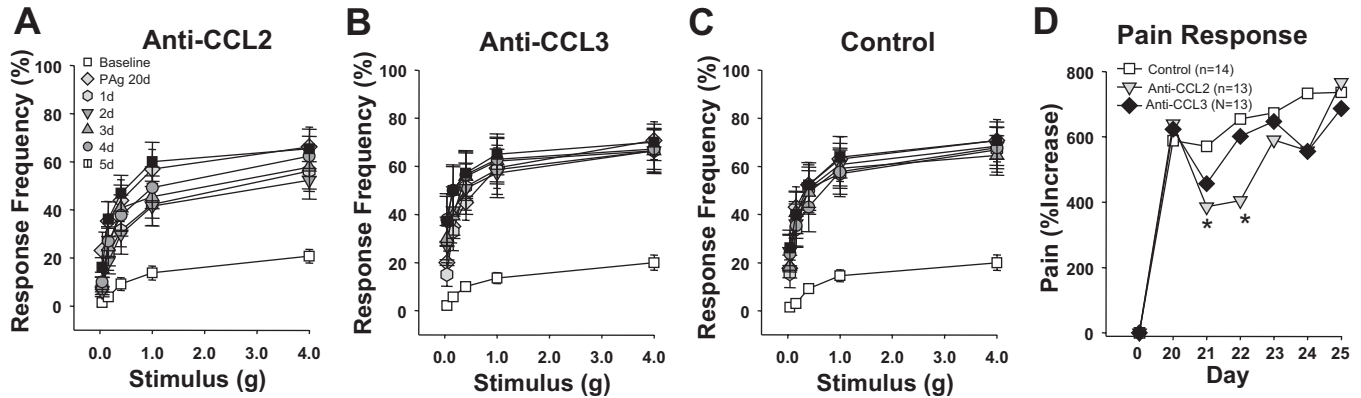 A
Anti-CCL2
Response Frequency (%)
100
80
60
40
20
0
Baseline
PAg 20d
1d
2d
3d
4d
5d
0.0 1.0 2.0 3.0 4.0
Stimulus (g)
B
Anti-CCL3
Response Frequency (%)
100
80
60
40
20
0
0.0 1.0 2.0 3.0 4.0
Stimulus (g)
C
Control
Response Frequency (%)
100
80
60
40
20
0
0.0 1.0 2.0 3.0 4.0
Stimulus (g)
D
Pain Response
Pain (%Increase)
800
600
400
200
0
Control (n=14)
Anti-CCL2 (n=13)
Anti-CCL3 (N=13)
* *
0 20 21 22 23 24 25
Day